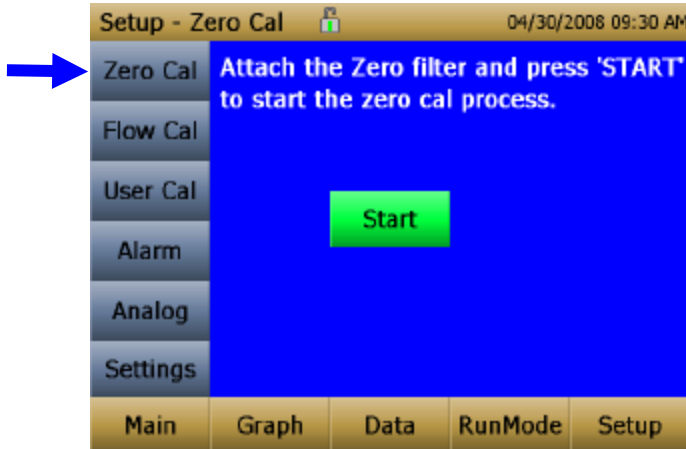 Setup - Zero Cal 04/30/2008 09:30 AM
Zero Cal
Attach the Zero filter and press 'START'
to start the zero cal process.
Flow Cal
User Cal
Start
Alarm
Analog
Settings
Main Graph Data RunMode Setup